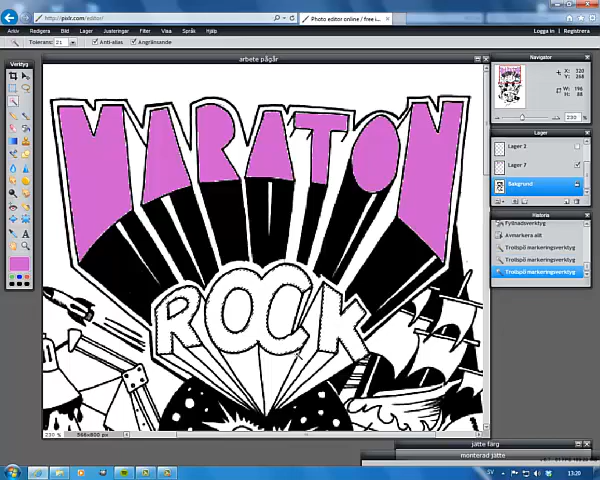 http://pixlr.com/editor/
Photo editor online / free i...
Arkiv Redigera Bild Lager Justeringar Filter Visa Språk Hjälp
Logga in Registrera
Tolerans: 21 Anti-alias Angränsande
Verktyg
arbete pågår
MARATON
ROCK
230 % 566x800 px
Navigator
X: 320
Y: 268
W: 196
H: 88
230 %
Lager
Lager 2
Lager 7
Bakgrund
Historia
Fyllnadsverktyg
Avmarkera allt
Trollspö markeringsverktyg
Trollspö markeringsverktyg
Trollspö markeringsverktyg
jätte färg
monterad jätte
SV
13:20